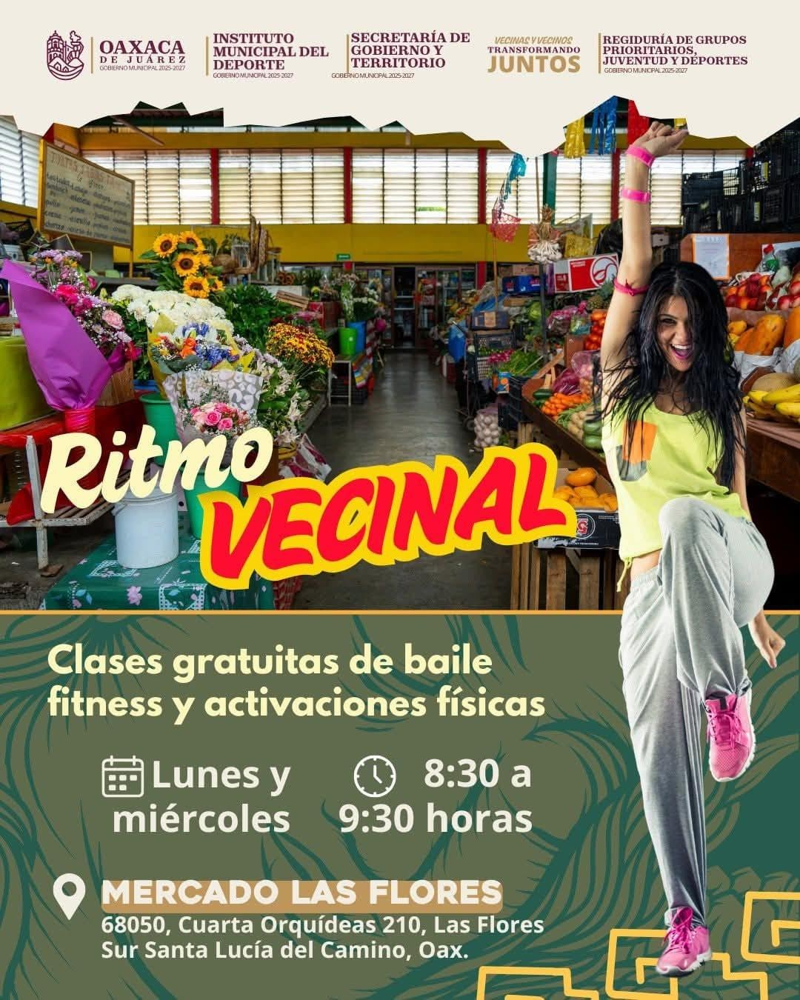 OAXACA
DE JUÁREZ
GOBIERNO MUNICIPAL 2025-2027
INSTITUTO
MUNICIPAL DEL
DEPORTE
GOBIERNO MUNICIPAL 2025-2027
SECRETARÍA DE
GOBIERNO Y
TERRITORIO
GOBIERNO MUNICIPAL 2025-2027
VECINAS Y VECINOS
TRANSFORMANDO
JUNTOS
REGIDURÍA DE GRUPOS
PRIORITARIOS,
JUVENTUD Y DEPORTES
GOBIERNO MUNICIPAL 2025-2027
Ritmo
VECINAL
Clases gratuitas de baile
fitness y activaciones físicas
Lunes y
miércoles
8:30 a
9:30 horas
MERCADO LAS FLORES
68050, Cuarta Orquídeas 210, Las Flores
Sur Santa Lucía del Camino, Oax.